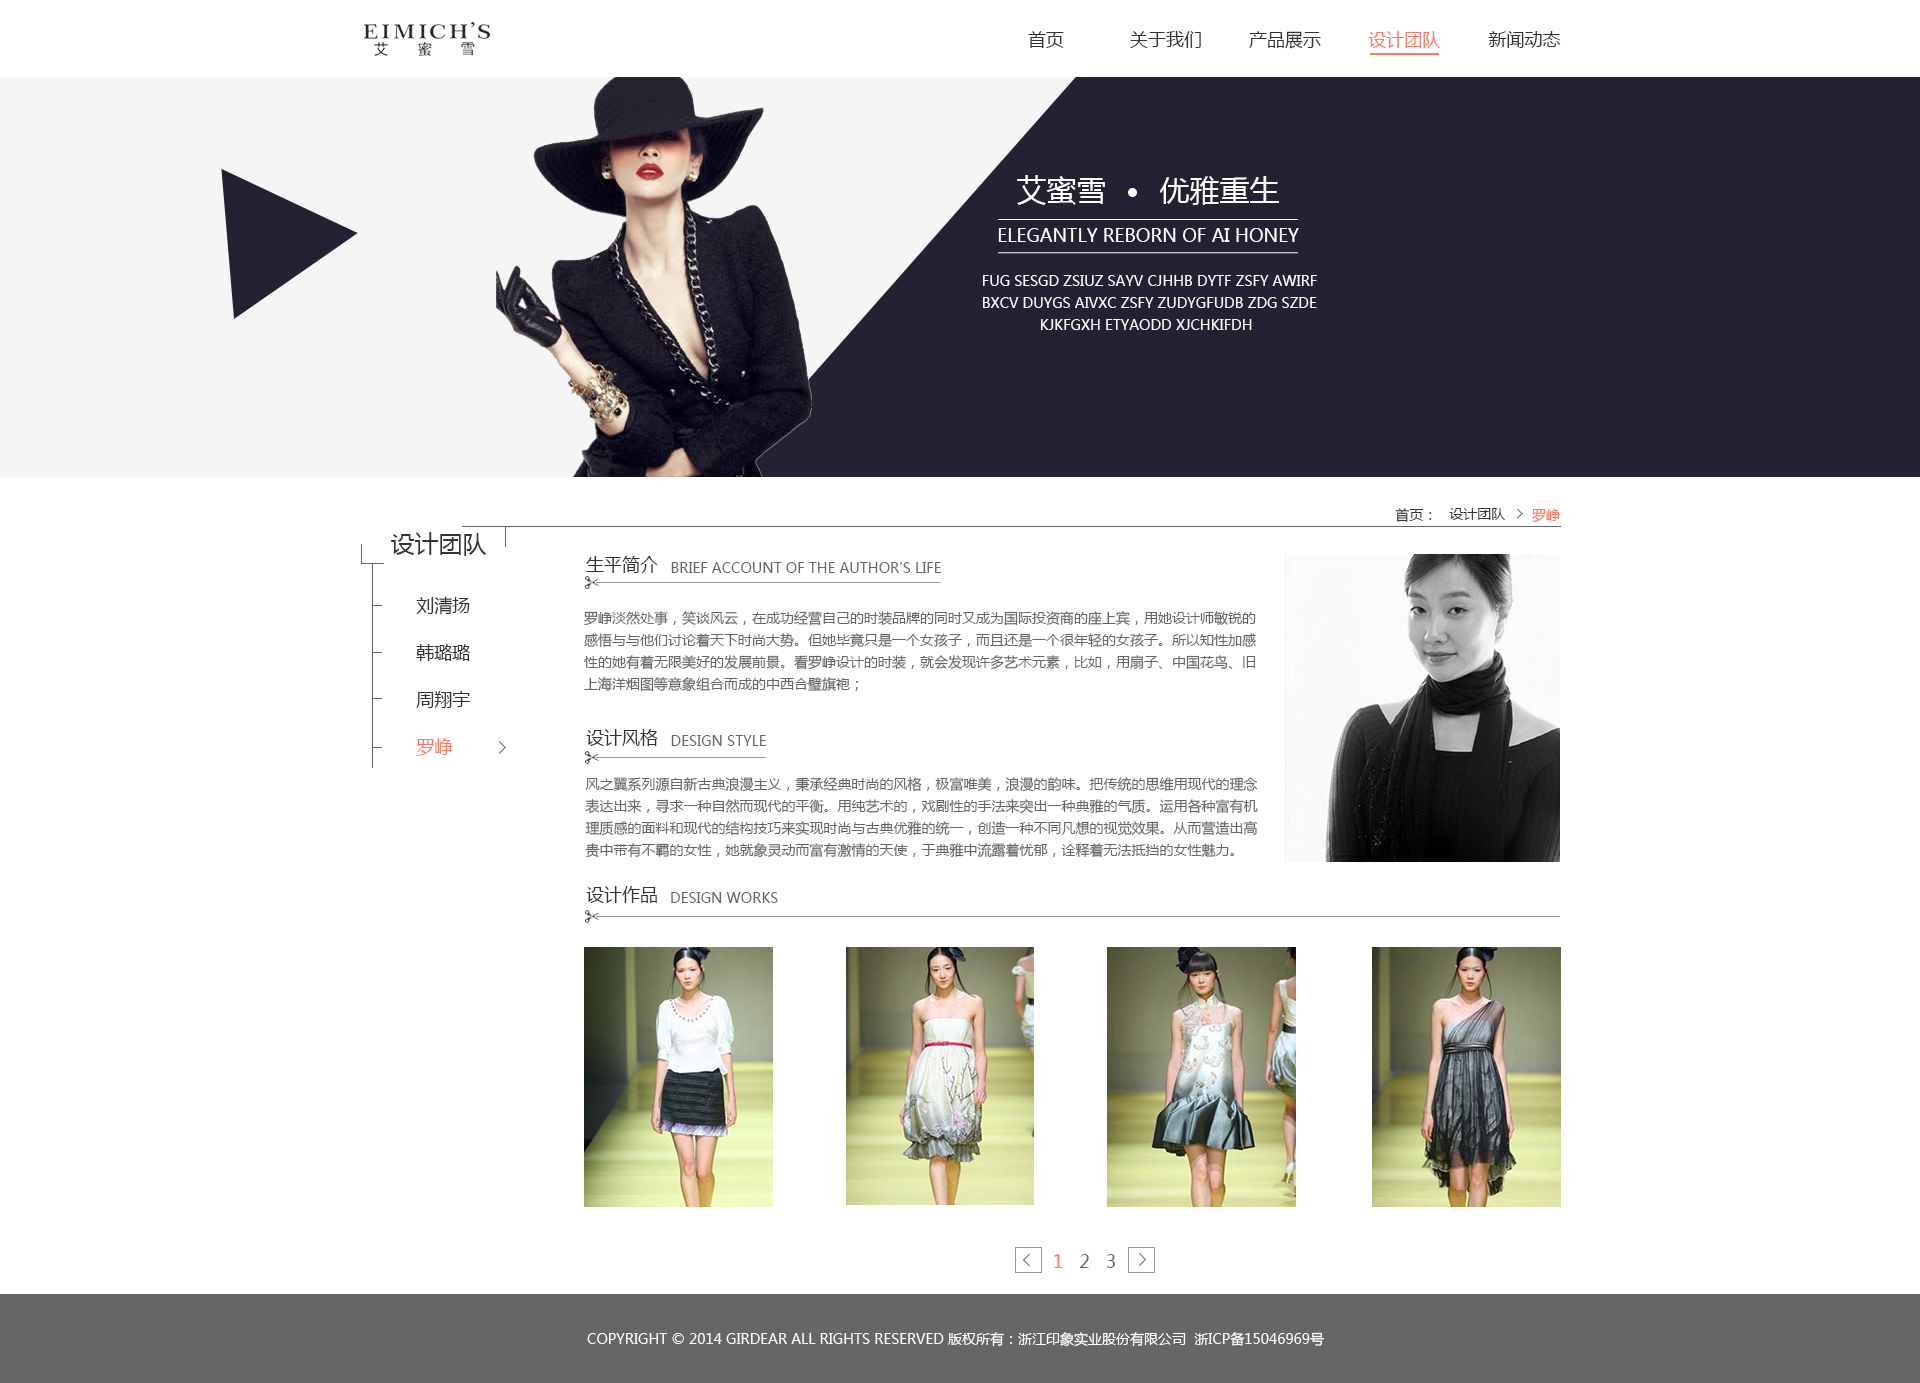 EIMICH'S
艾 蜜 雪
首页 关于我们 产品展示 设计团队 新闻动态
艾蜜雪 • 优雅重生
ELEGANTLY REBORN OF AI HONEY
FUG SESGD ZSIUZ SAYV CJHHB DYTF ZSFY AWIRF
BXCV DUYGS AIVXC ZSFY ZUDYGFUDB ZDG SZDE
KJKFGXH ETYAODD XJCHKIFDH
首页： 设计团队 > 罗峥
设计团队
刘清扬
韩璐璐
周翔宇
罗峥
生平简介 BRIEF ACCOUNT OF THE AUTHOR'S LIFE
罗峥淡然处事，笑谈风云，在成功经营自己的时装品牌的同时又成为国际投资商的座上宾，用她设计师敏锐的
感悟与与他们讨论着天下时尚大势。但她毕竟只是一个女孩子，而且还是一个很年轻的女孩子。所以知性加感
性的她有着无限美好的发展前景。看罗峥设计的时装，就会发现许多艺术元素，比如，用扇子、中国花鸟、旧
上海洋烟图等意象组合而成的中西合璧旗袍；
设计风格 DESIGN STYLE
风之翼系列源自新古典浪漫主义，秉承经典时尚的风格，极富唯美，浪漫的韵味。把传统的思维用现代的理念
表达出来，寻求一种自然而现代的平衡。用纯艺术的，戏剧性的手法来突出一种典雅的气质。运用各种富有机
理质感的面料和现代的结构技巧来实现时尚与古典优雅的统一，创造一种不同凡想的视觉效果。从而营造出高
贵中带有不羁的女性，她就象灵动而富有激情的天使，于典雅中流露着忧郁，诠释着无法抵挡的女性魅力。
设计作品 DESIGN WORKS
< 1 2 3 >
COPYRIGHT © 2014 GIRDEAR ALL RIGHTS RESERVED 版权所有：浙江印象实业股份有限公司 浙ICP备15046969号